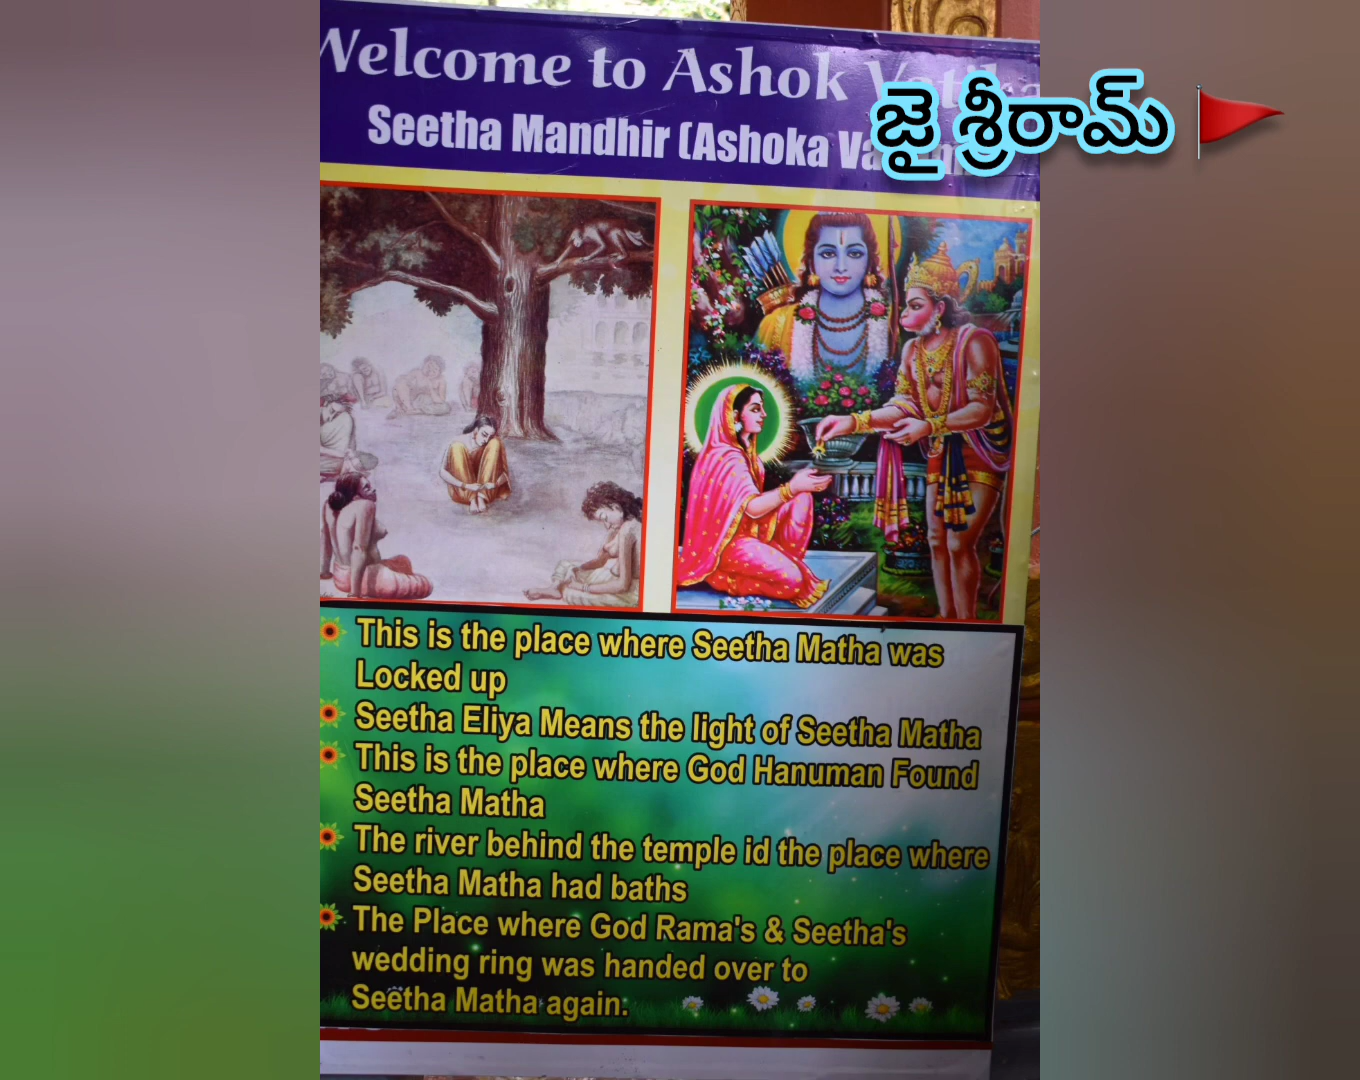 Welcome to Ashok
జై శ్రీరామ్
Seetha Mandhir (Ashoka
This is the place where Seetha Matha was
Locked up
Seetha Eliya Means the light of Seetha Matha
This is the place where God Hanuman Found
Seetha Matha
The river behind the temple id the place where
Seetha Matha had baths
The Place where God Rama's & Seetha's
wedding ring was handed over to
Seetha Matha again.